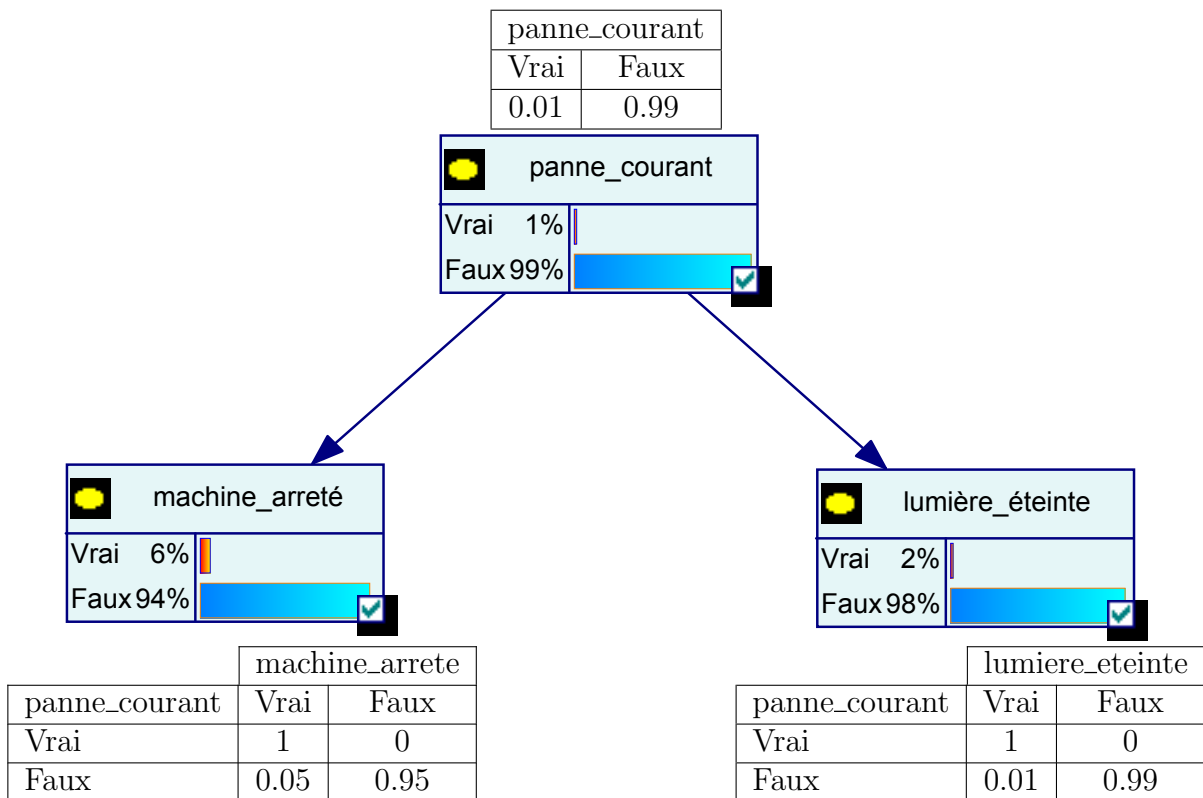 panne_courant
Vrai Faux
0.01 0.99
panne_courant
Vrai 1%
Faux 99%
machine_arreté
Vrai 6%
Faux 94%
lumière_éteinte
Vrai 2%
Faux 98%
machine_arrete
panne_courant Vrai Faux
Vrai 1 0
Faux 0.05 0.95
lumiere_eteinte
panne_courant Vrai Faux
Vrai 1 0
Faux 0.01 0.99